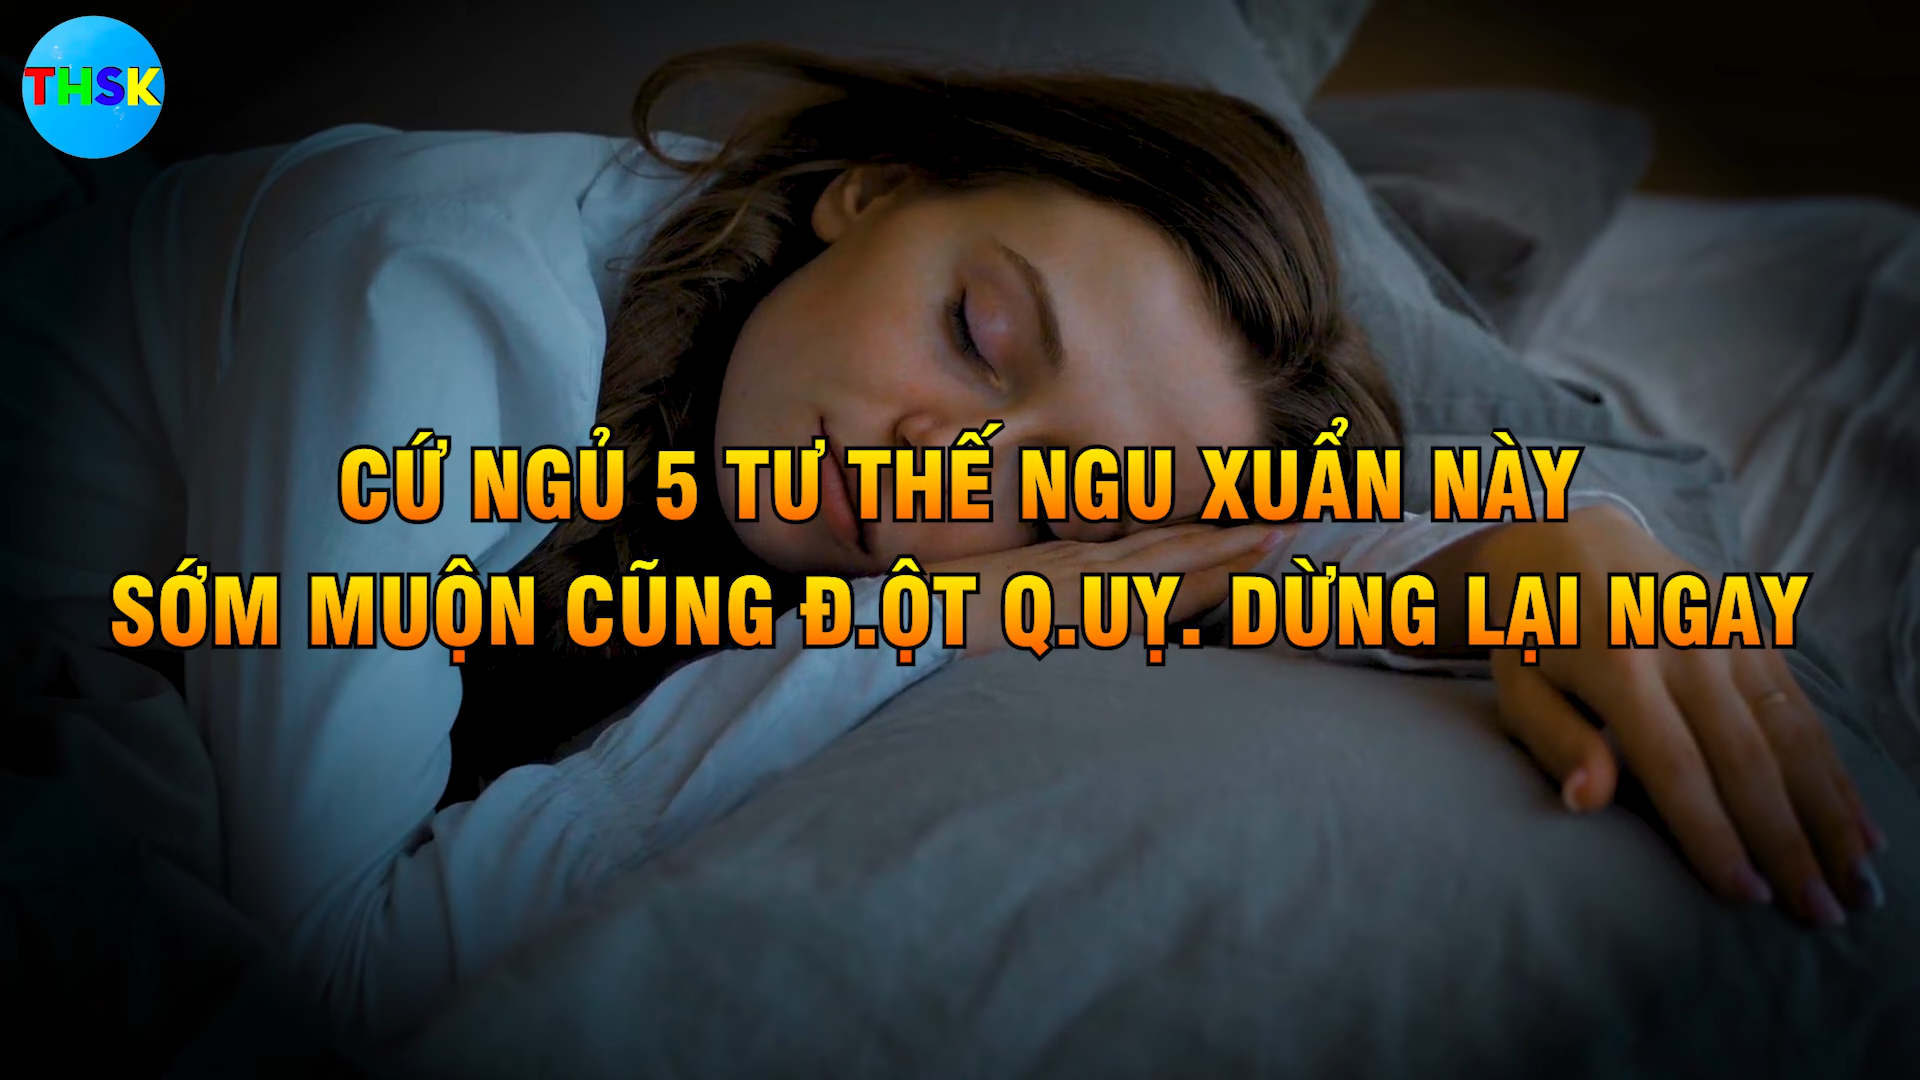 THSK
CỨ NGỦ 5 TƯ THẾ NGU XUẨN NÀY
SỚM MUỘN CŨNG Đ.ỘT Q.UỴ. DỪNG LẠI NGAY